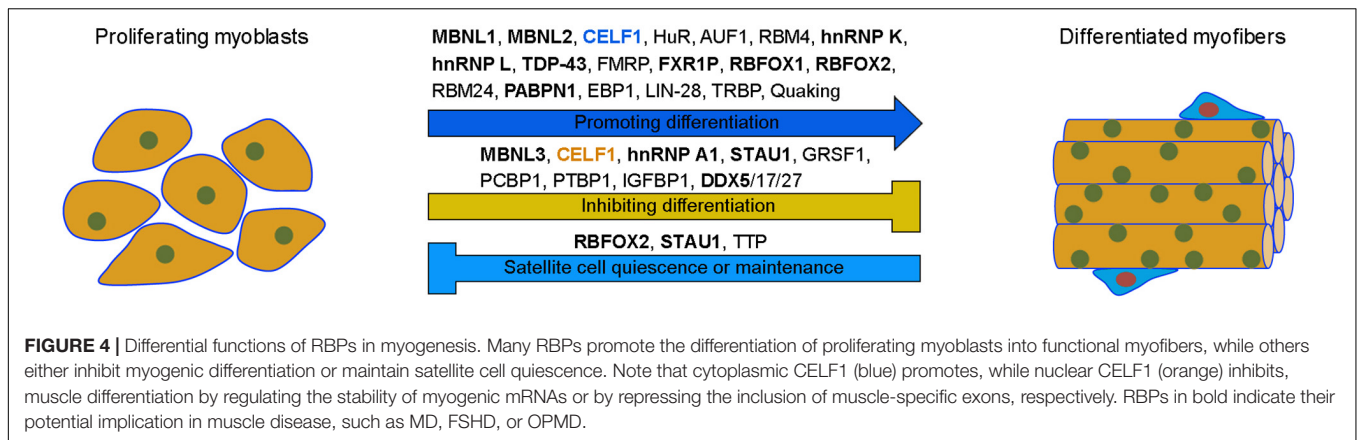 Proliferating myoblasts
MBNL1, MBNL2, CELF1, HuR, AUF1, RBM4, hnRNP K,
hnRNP L, TDP-43, FMRP, FXR1P, RBFOX1, RBFOX2,
RBM24, PABPN1, EBP1, LIN-28, TRBP, Quaking
Promoting differentiation
MBNL3, CELF1, hnRNP A1, STAU1, GRSF1,
PCBP1, PTBP1, IGFBP1, DDX5/17/27
Inhibiting differentiation
RBFOX2, STAU1, TTP
Satellite cell quiescence or maintenance
Differentiated myofibers
FIGURE 4 | Differential functions of RBPs in myogenesis. Many RBPs promote the differentiation of proliferating myoblasts into functional myofibers, while others
either inhibit myogenic differentiation or maintain satellite cell quiescence. Note that cytoplasmic CELF1 (blue) promotes, while nuclear CELF1 (orange) inhibits,
muscle differentiation by regulating the stability of myogenic mRNAs or by repressing the inclusion of muscle-specific exons, respectively. RBPs in bold indicate their
potential implication in muscle disease, such as MD, FSHD, or OPMD.